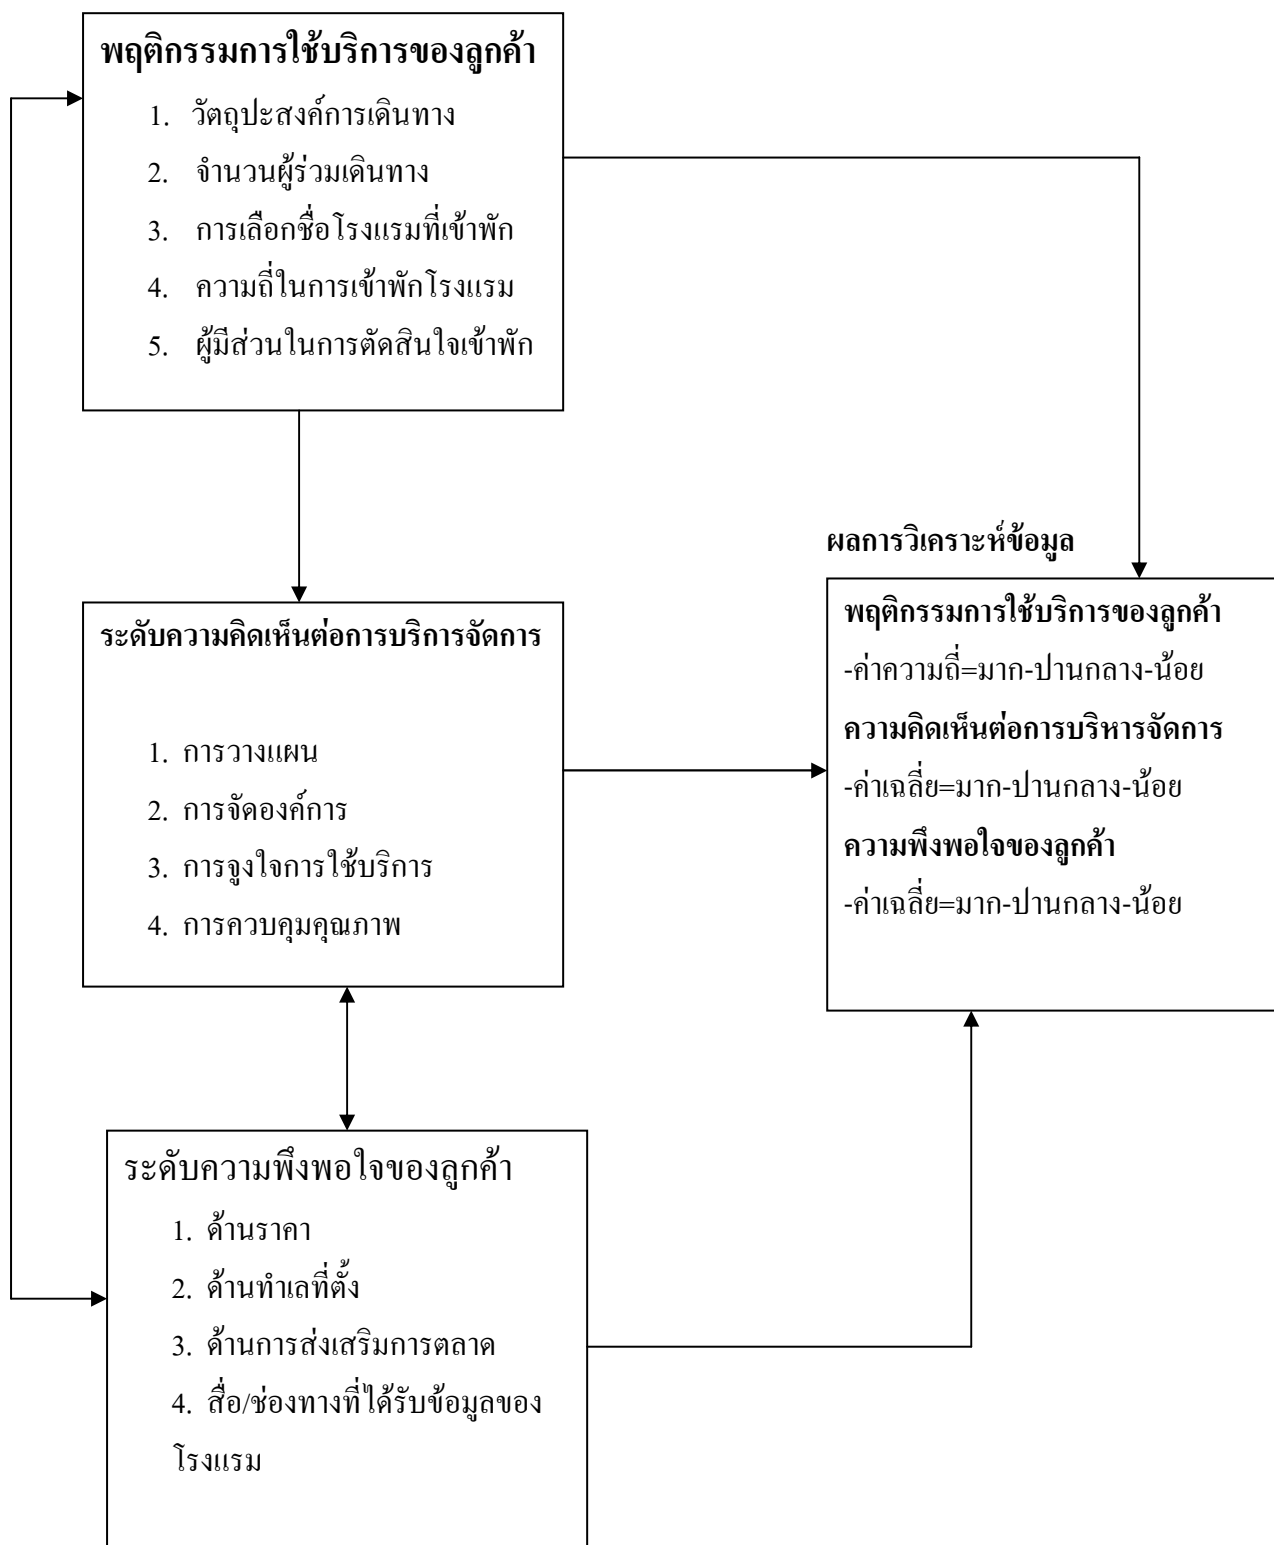 พฤติกรรมการใช้บริการของลูกค้า
1. วัตถุประสงค์การเดินทาง
2. จำนวนผู้ร่วมเดินทาง
3. การเลือกชื่อโรงแรมที่เข้าพัก
4. ความถี่ในการเข้าพักโรงแรม
5. ผู้มีส่วนในการตัดสินใจเข้าพัก
ระดับความคิดเห็นต่อการบริการจัดการ
1. การวางแผน
2. การจัดองค์การ
3. การจูงใจการใช้บริการ
4. การควบคุมคุณภาพ
ระดับความพึงพอใจของลูกค้า
1. ด้านราคา
2. ด้านทำเลที่ตั้ง
3. ด้านการส่งเสริมการตลาด
4. สื่อ/ช่องทางที่ได้รับข้อมูลของ
โรงแรม
ผลการวิเคราะห์ข้อมูล
พฤติกรรมการใช้บริการของลูกค้า
-ค่าความถี่=มาก-ปานกลาง-น้อย
ความคิดเห็นต่อการบริหารจัดการ
-ค่าเฉลี่ย=มาก-ปานกลาง-น้อย
ความพึงพอใจของลูกค้า
-ค่าเฉลี่ย=มาก-ปานกลาง-น้อย